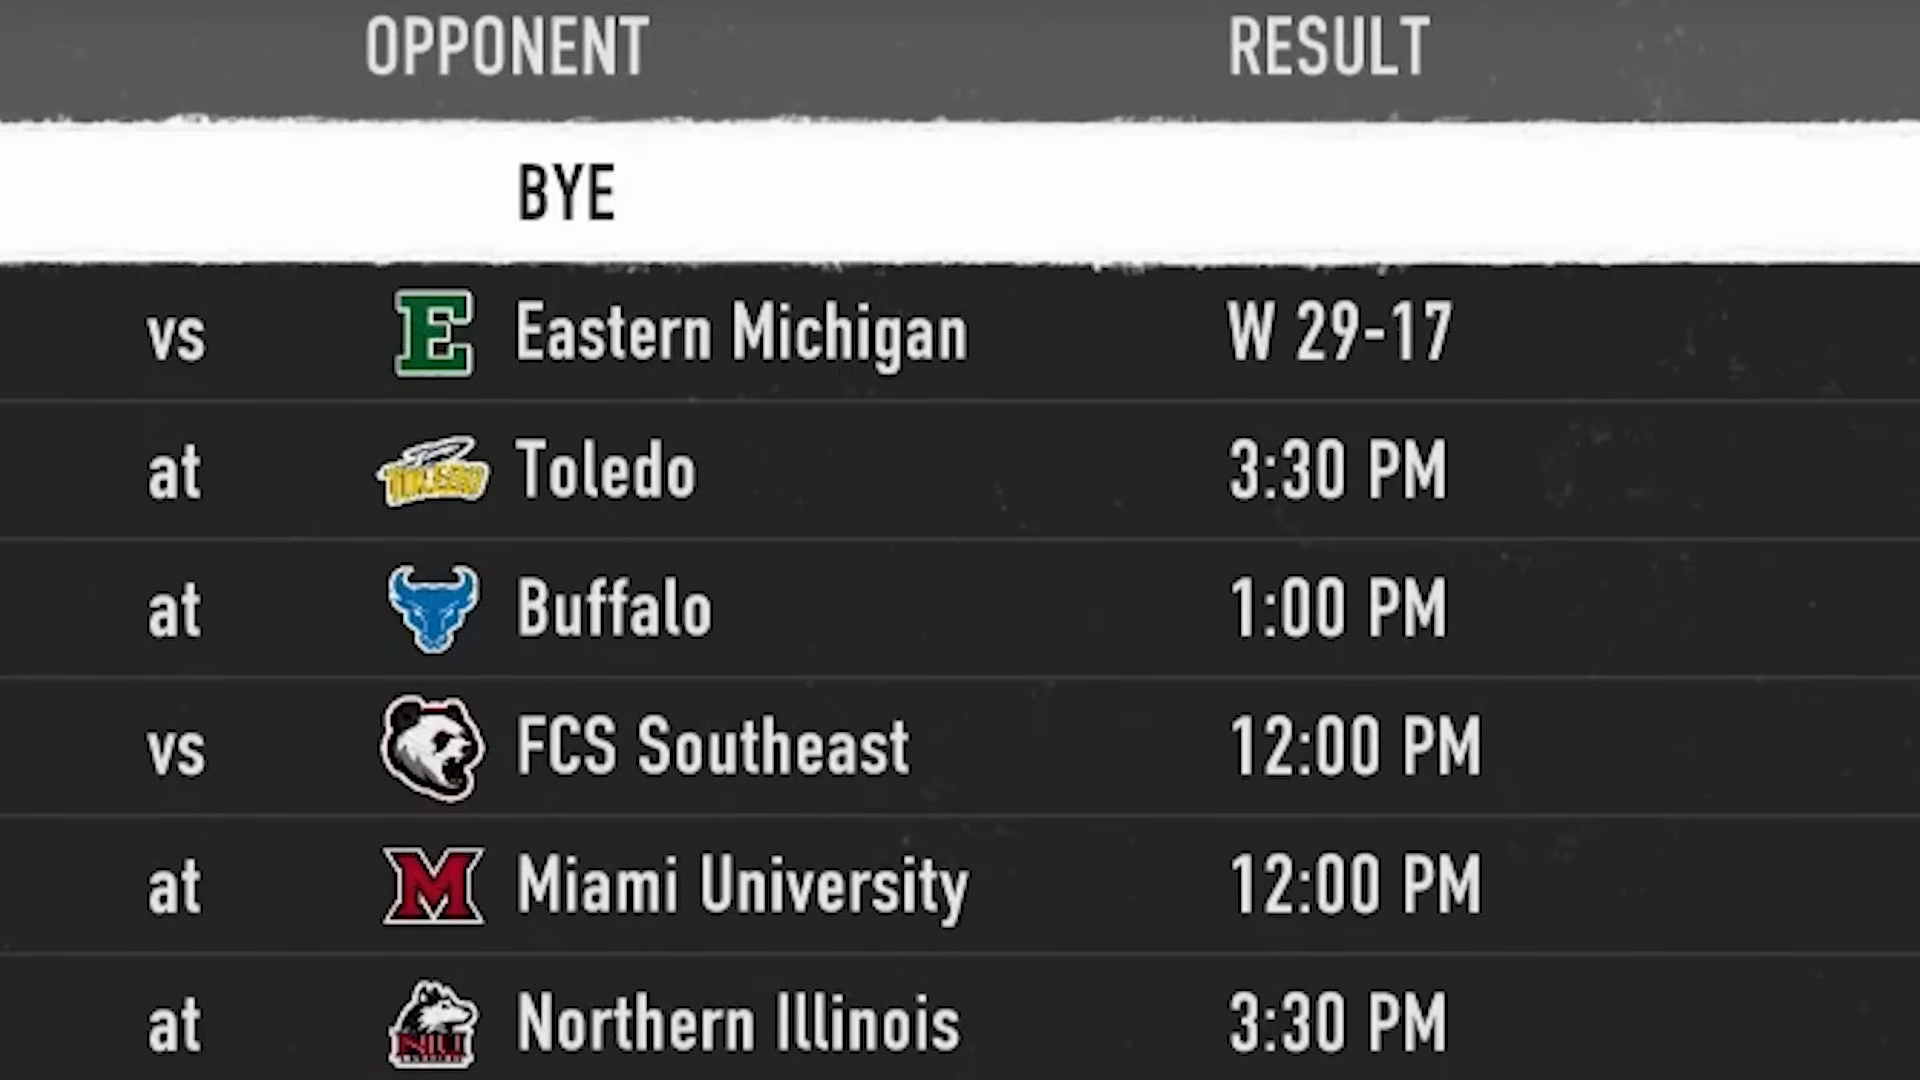 OPPONENT RESULT
BYE
vs E Eastern Michigan W 29-17
at Toledo 3:30 PM
at Buffalo 1:00 PM
vs FCS Southeast 12:00 PM
at M Miami University 12:00 PM
at NIU Northern Illinois 3:30 PM